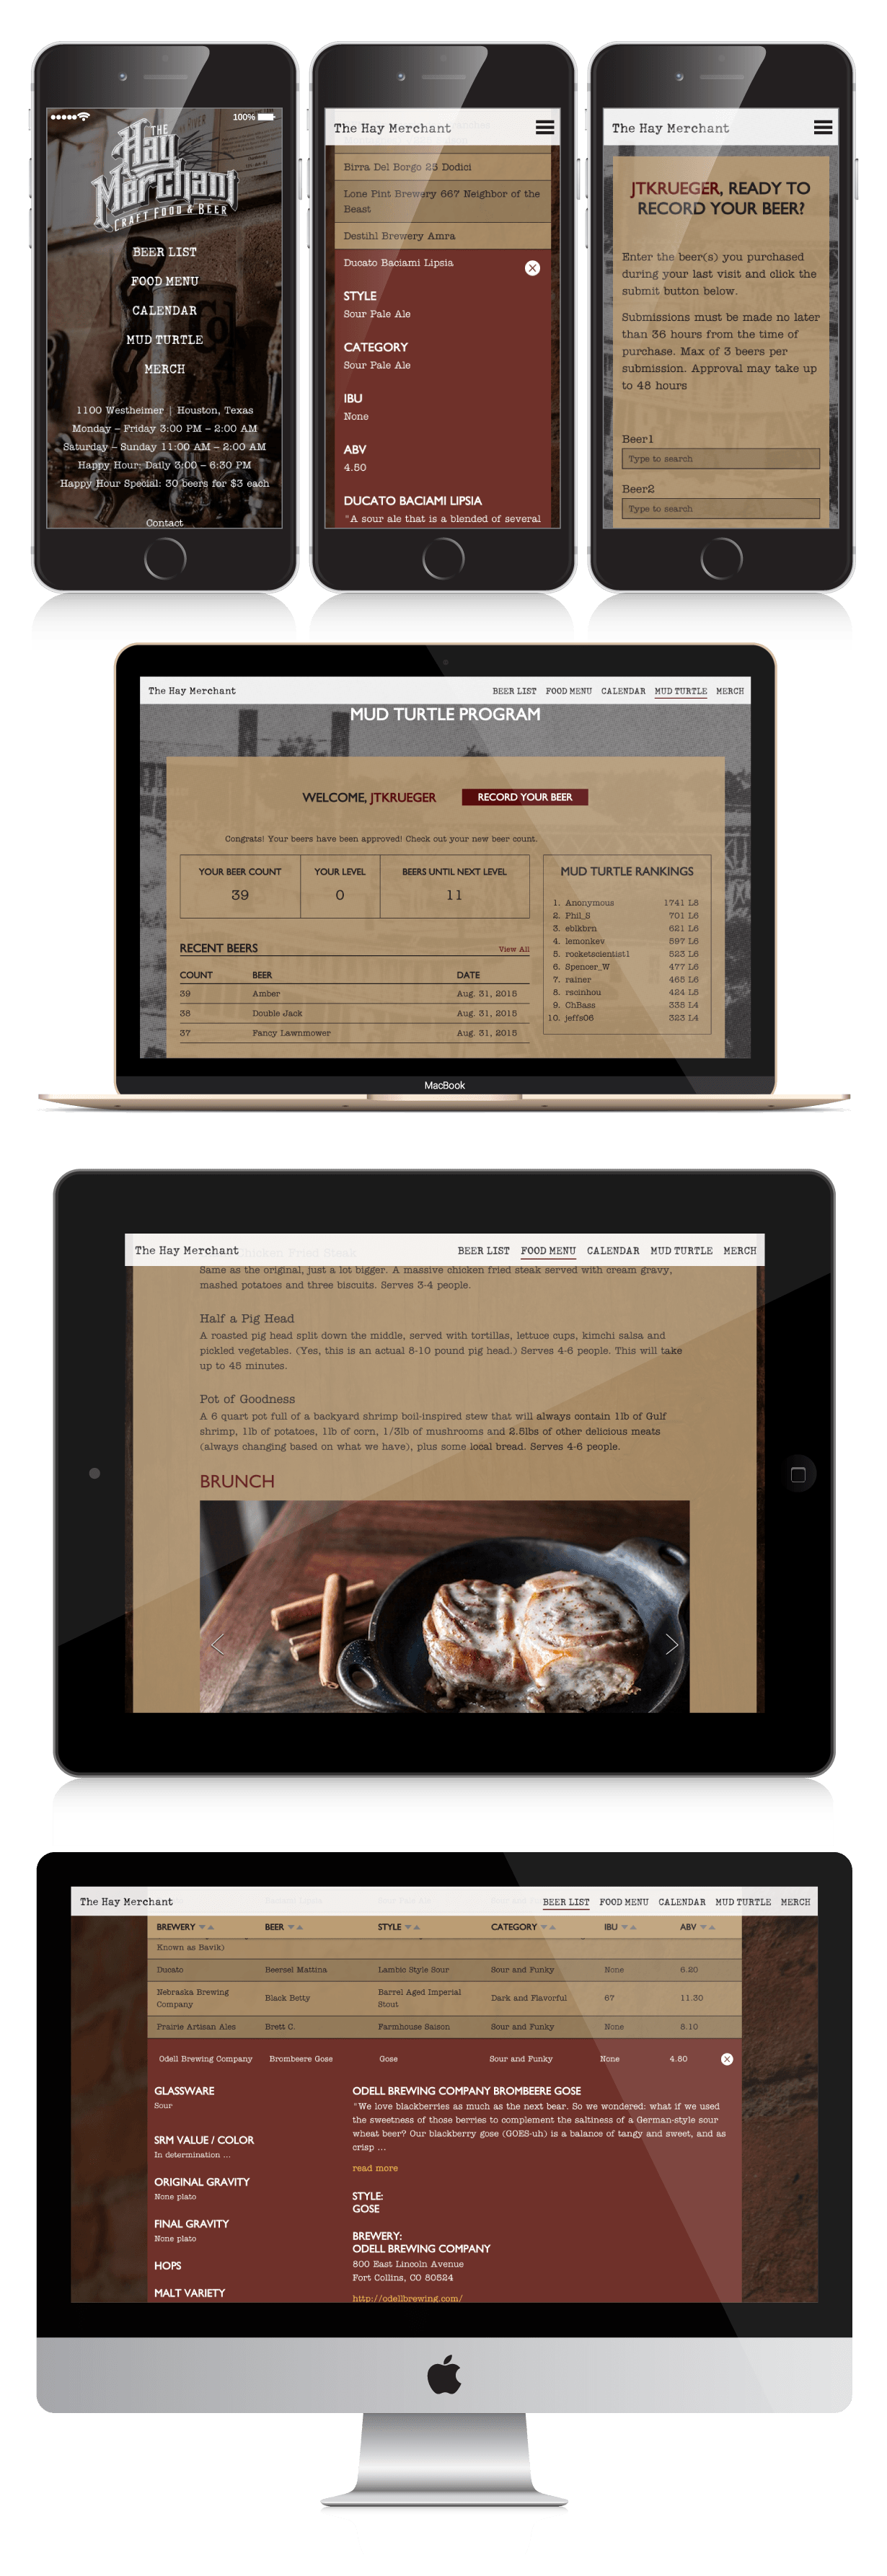 100%
THE
Hay
Merchant
CRAFT FOOD & BEER
BEER LIST
FOOD MENU
CALENDAR
MUD TURTLE
MERCH
1100 Westheimer | Houston, Texas
Monday – Friday 3:00 PM – 2:00 AM
Saturday – Sunday 11:00 AM – 2:00 AM
Happy Hour: Daily 3:00 – 6:30 PM
Happy Hour Special: 30 beers for $3 each
Contact
The Hay Merchant
Birra Del Borgo 25 Dodici
Lone Pint Brewery 667 Neighbor of the
Beast
Destihl Brewery Amra
Ducato Baciami Lipsia
STYLE
Sour Pale Ale
CATEGORY
Sour Pale Ale
IBU
None
ABV
4.50
DUCATO BACIAMI LIPSIA
"A sour ale that is a blended of several
The Hay Merchant
JTKRUEGER, READY TO
RECORD YOUR BEER?
Enter the beer(s) you purchased
during your last visit and click the
submit button below.
Submissions must be made no later
than 36 hours from the time of
purchase. Max of 3 beers per
submission. Approval may take up
to 48 hours
Beer1
Type to search
Beer2
Type to search
The Hay Merchant BEER LIST FOOD MENU CALENDAR MUD TURTLE MERCH
MUD TURTLE PROGRAM
WELCOME, JTKRUEGER RECORD YOUR BEER
Congrats! Your beers have been approved! Check out your new beer count.
YOUR BEER COUNT YOUR LEVEL BEERS UNTIL NEXT LEVEL
39 0 11
RECENT BEERS View All
COUNT BEER DATE
39 Amber Aug. 31, 2015
38 Double Jack Aug. 31, 2015
37 Fancy Lawnmower Aug. 31, 2015
MUD TURTLE RANKINGS
1. Anonymous 1741 L8
2. Phil_S 701 L6
3. eblkbrn 621 L6
4. lemonkev 597 L6
5. rocketscientist1 523 L6
6. Spencer_W 477 L6
7. rainer 465 L6
8. rscinhou 424 L5
9. ChBass 335 L4
10. jeffs06 323 L4
MacBook
The Hay Merchant BEER LIST FOOD MENU CALENDAR MUD TURTLE MERCH
Chicken Fried Steak
Same as the original, just a lot bigger. A massive chicken fried steak served with cream gravy,
mashed potatoes and three biscuits. Serves 3-4 people.
Half a Pig Head
A roasted pig head split down the middle, served with tortillas, lettuce cups, kimchi salsa and
pickled vegetables. (Yes, this is an actual 8-10 pound pig head.) Serves 4-6 people. This will take
up to 45 minutes.
Pot of Goodness
A 6 quart pot full of a backyard shrimp boil-inspired stew that will always contain 1lb of Gulf
shrimp, 1lb of potatoes, 1lb of corn, 1/3lb of mushrooms and 2.5lbs of other delicious meats
(always changing based on what we have), plus some local bread. Serves 4-6 people.
BRUNCH
The Hay Merchant BEER LIST FOOD MENU CALENDAR MUD TURTLE MERCH
BREWERY BEER STYLE CATEGORY IBU ABV
Known as Bavik)
Ducato Beersel Mattina Lambic Style Sour Sour and Funky None 6.20
Nebraska Brewing
Company Black Betty Barrel Aged Imperial
Stout Dark and Flavorful 67 11.30
Prairie Artisan Ales Brett C. Farmhouse Saison Sour and Funky None 8.10
Odell Brewing Company Brombeere Gose Gose Sour and Funky None 4.80
GLASSWARE
Sour
SRM VALUE / COLOR
In determination ...
ORIGINAL GRAVITY
None plato
FINAL GRAVITY
None plato
HOPS
MALT VARIETY
ODELL BREWING COMPANY BROMBEERE GOSE
"We love blackberries as much as the next bear. So we wondered: what if we used
the sweetness of those berries to complement the saltiness of a German-style sour
wheat beer? Our blackberry gose (GOES-uh) is a balance of tangy and sweet, and as
crisp ...
read more
STYLE:
GOSE
BREWERY:
ODELL BREWING COMPANY
800 East Lincoln Avenue
Fort Collins, CO 80524
http://odellbrewing.com/